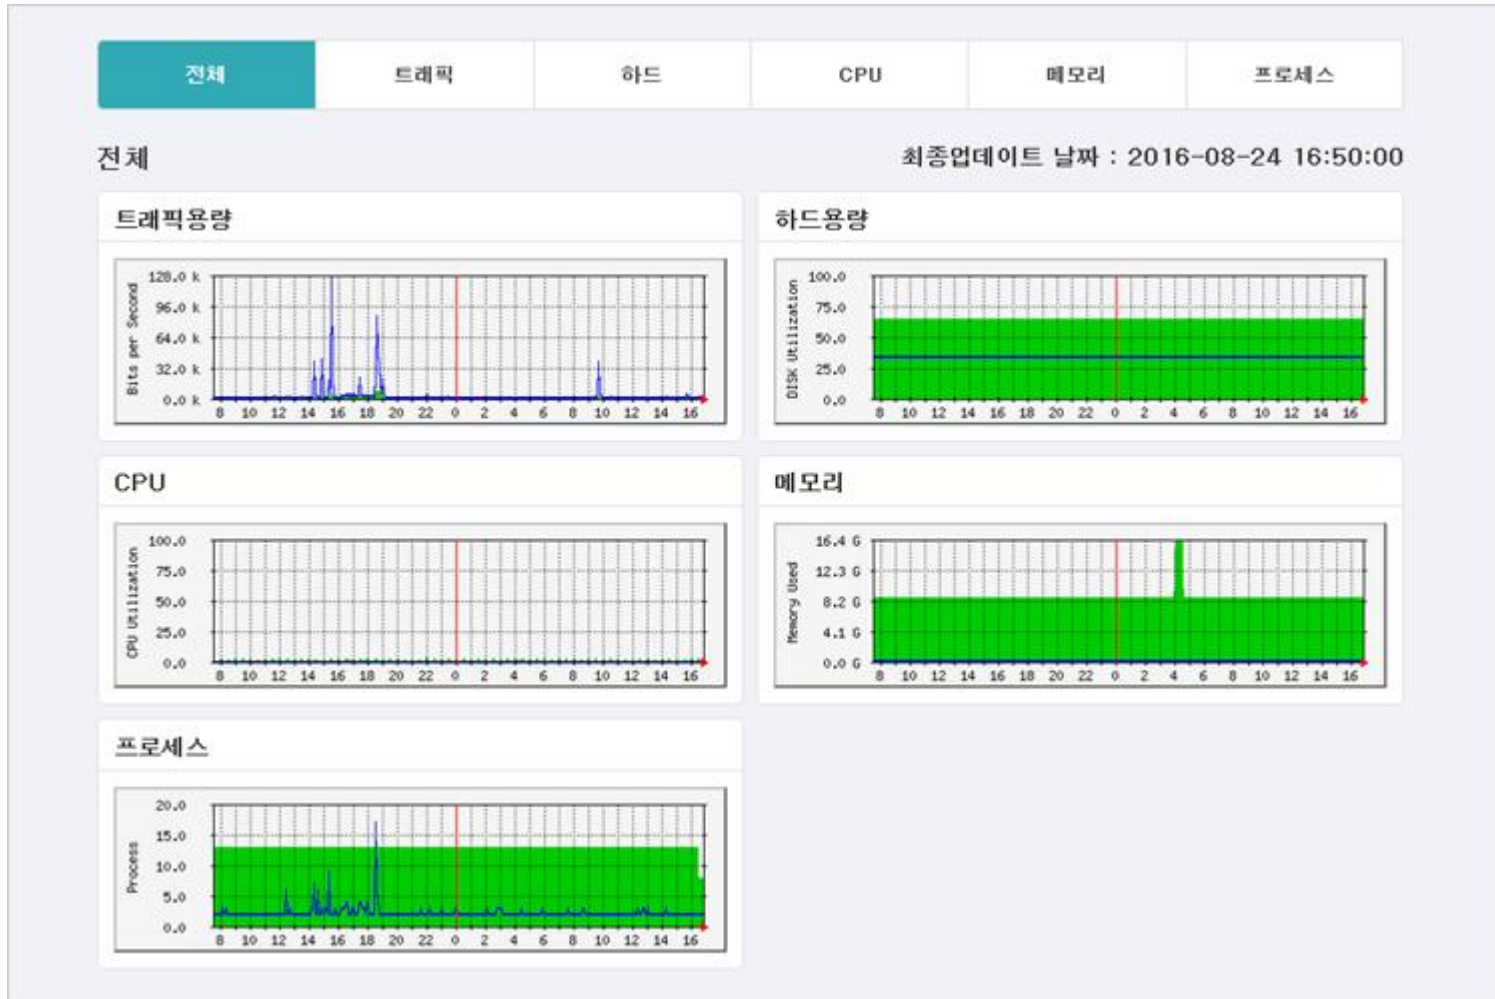 전체 트래픽 하드 CPU 메모리 프로세스
전체 최종업데이트 날짜 : 2016-08-24 16:50:00
트래픽용량
Bits per Second
128.0 k
96.0 k
64.0 k
32.0 k
0.0 k
8 10 12 14 16 18 20 22 0 2 4 6 8 10 12 14 16
하드용량
DISK Utilization
100.0
75.0
50.0
25.0
0.0
8 10 12 14 16 18 20 22 0 2 4 6 8 10 12 14 16
CPU
CPU Utilization
100.0
75.0
50.0
25.0
0.0
8 10 12 14 16 18 20 22 0 2 4 6 8 10 12 14 16
메모리
Memory Used
16.4 G
12.3 G
8.2 G
4.1 G
0.0 G
8 10 12 14 16 18 20 22 0 2 4 6 8 10 12 14 16
프로세스
Process
20.0
15.0
10.0
5.0
0.0
8 10 12 14 16 18 20 22 0 2 4 6 8 10 12 14 16